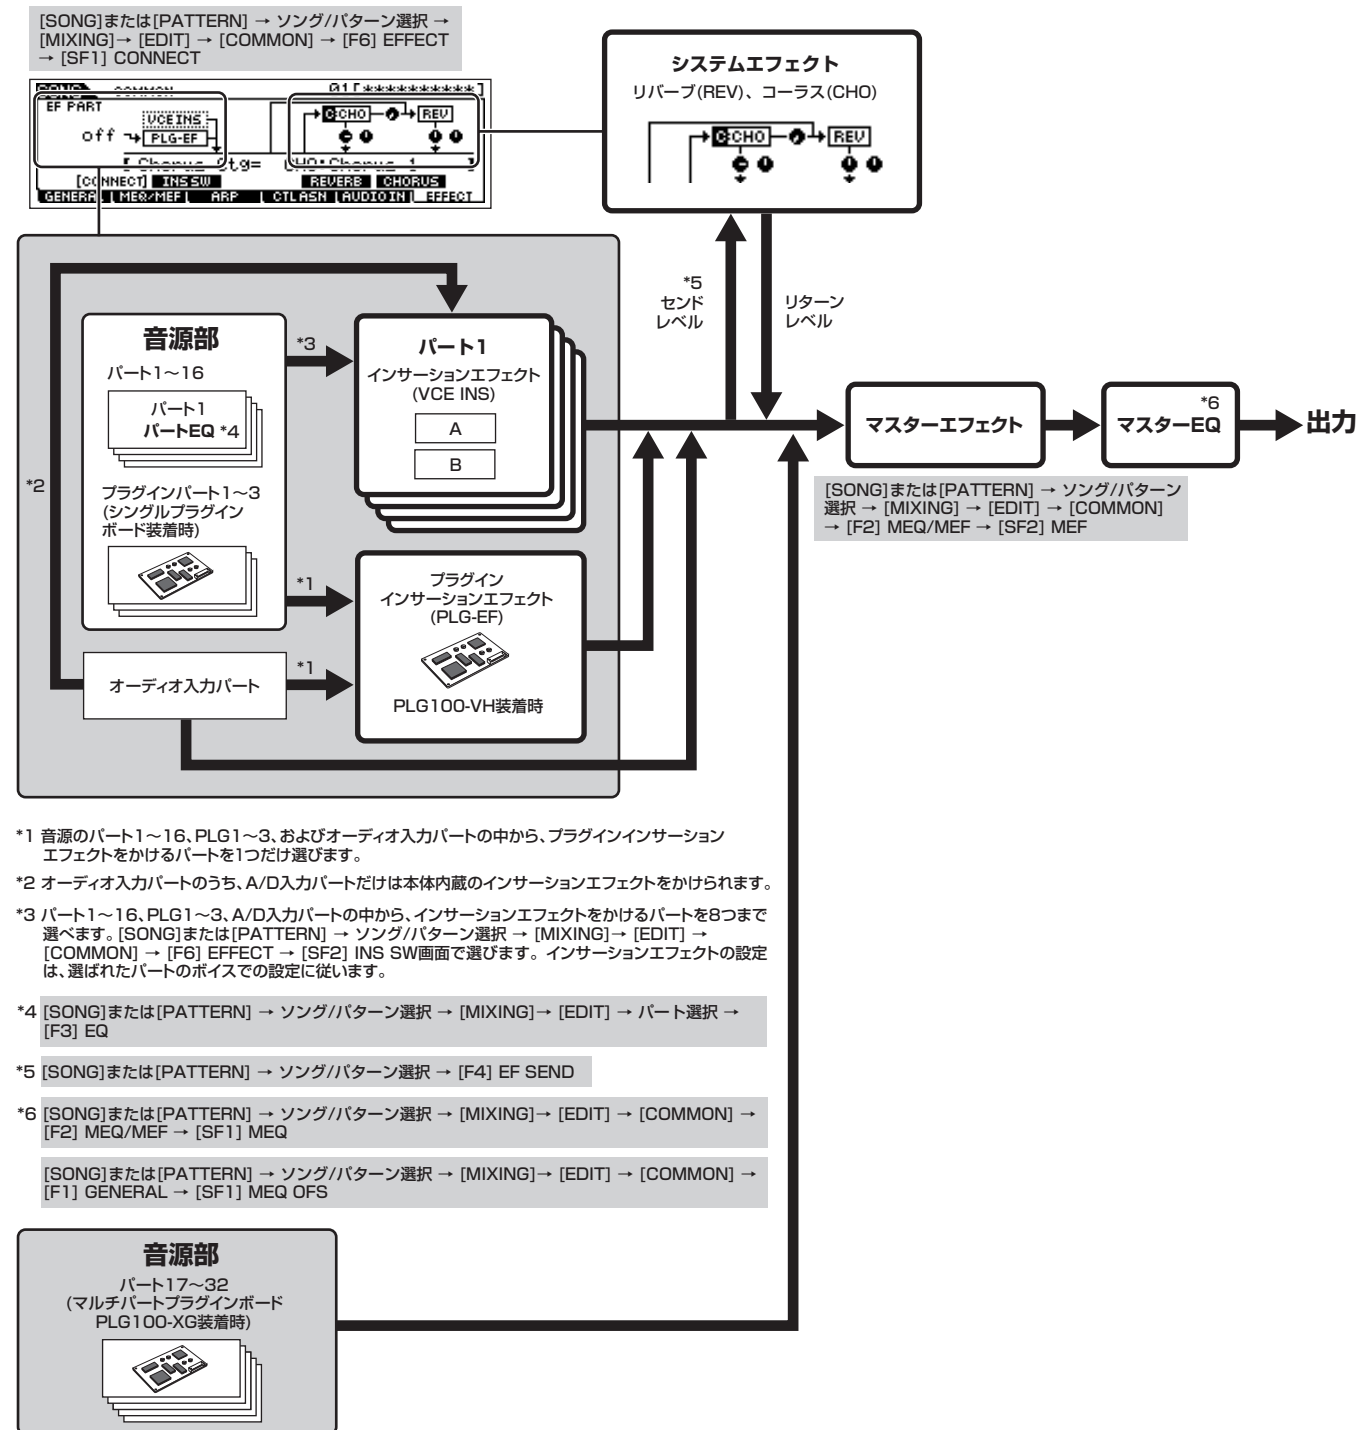 [SONG]または[PATTERN] → ソング/パターン選択 →
[MIXING]→ [EDIT] → [COMMON] → [F6] EFFECT
→ [SF1] CONNECT
01[**********]
EF PART
VCEINS
off
PLG-EF
C:CHO
REV
[CONNECT]
INSSW
REVERB
CHORUS
GENERAL
MEQ/MEF
ARP
CTLASN
AUDIOIN
EFFECT
システムエフェクト
リバーブ(REV)、コーラス(CHO)
C:CHO
REV
*5
センド
レベル
リターン
レベル
音源部
パート1〜16
パート1
パートEQ *4
プラグインパート1〜3
(シングルプラグイン
ボード装着時)
*3
*2
*1
*1
オーディオ入力パート
パート1
インサーションエフェクト
(VCE INS)
A
B
プラグイン
インサーションエフェクト
(PLG-EF)
PLG100-VH装着時
マスターエフェクト
*6
マスターEQ
出力
[SONG]または[PATTERN] → ソング/パターン
選択 → [MIXING] → [EDIT] → [COMMON]
→ [F2] MEQ/MEF → [SF2] MEF
*1 音源のパート1〜16、PLG1〜3、およびオーディオ入力パートの中から、プラグインインサーション
エフェクトをかけるパートを1つだけ選びます。
*2 オーディオ入力パートのうち、A/D入力パートだけは本体内蔵のインサーションエフェクトをかけられます。
*3 パート1〜16、PLG1〜3、A/D入力パートの中から、インサーションエフェクトをかけるパートを8つまで
選べます。[SONG]または[PATTERN] → ソング/パターン選択 → [MIXING]→ [EDIT] →
[COMMON] → [F6] EFFECT → [SF2] INS SW画面で選びます。インサーションエフェクトの設定
は、選ばれたパートのボイスでの設定に従います。
*4 [SONG]または[PATTERN] → ソング/パターン選択 → [MIXING]→ [EDIT] → パート選択 →
[F3] EQ
*5 [SONG]または[PATTERN] → ソング/パターン選択 → [F4] EF SEND
*6 [SONG]または[PATTERN] → ソング/パターン選択 → [MIXING]→ [EDIT] → [COMMON] →
[F2] MEQ/MEF → [SF1] MEQ
[SONG]または[PATTERN] → ソング/パターン選択 → [MIXING]→ [EDIT] → [COMMON] →
[F1] GENERAL → [SF1] MEQ OFS
音源部
パート17〜32
(マルチパートプラグインボード
PLG100-XG装着時)